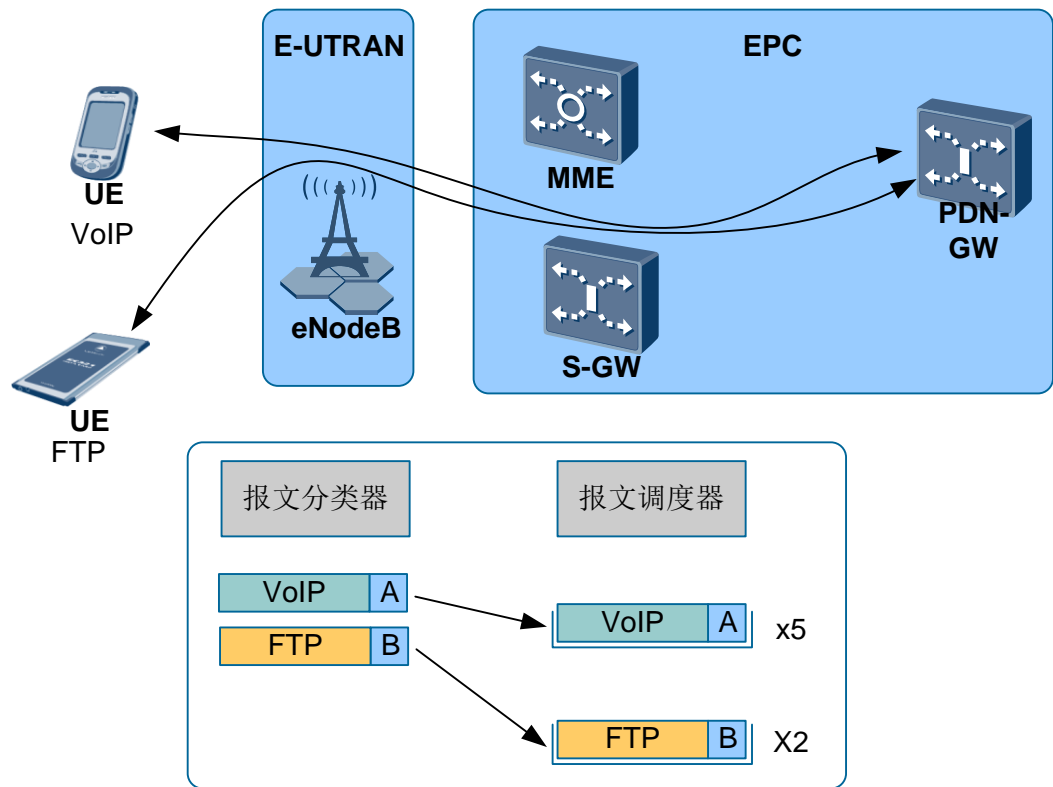 E-UTRAN
EPC
UE
VoIP
MME
PDN-
GW
eNodeB
S-GW
UE
FTP
报文分类器
报文调度器
VoIP A
FTP B
VoIP A x5
FTP B X2